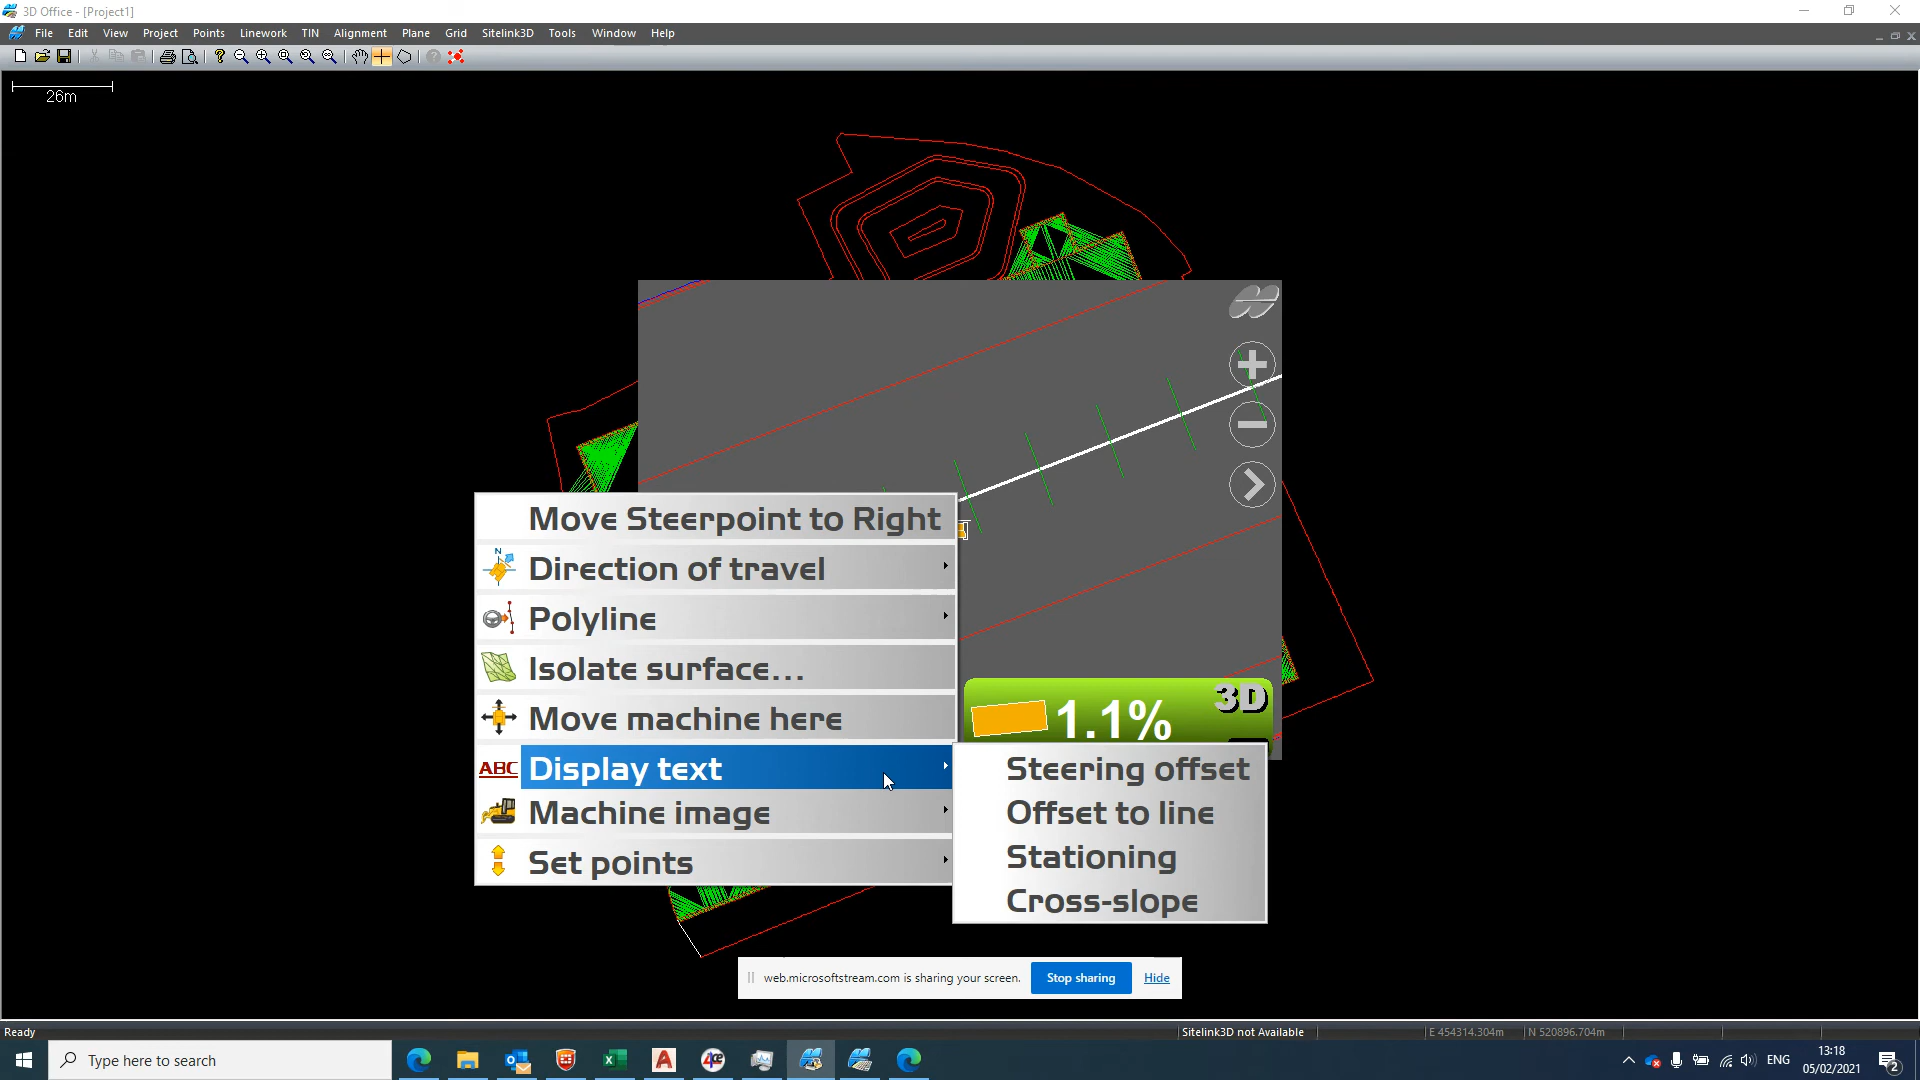 3D Office - [Project1]
File Edit View Project Points Linework TIN Alignment Plane Grid Sitelink3D Tools Window Help
26m
Move Steerpoint to Right
Direction of travel
Polyline
Isolate surface...
Move machine here
1.1%
3D
ABC Display text
Steering offset
Machine image
Offset to line
Set points
Stationing
Cross-slope
web.microsoftstream.com is sharing your screen.
Stop sharing
Hide
Ready
Sitelink3D not Available
E 454314.304m
N 520896.704m
Type here to search
ENG
13:18
05/02/2021
2